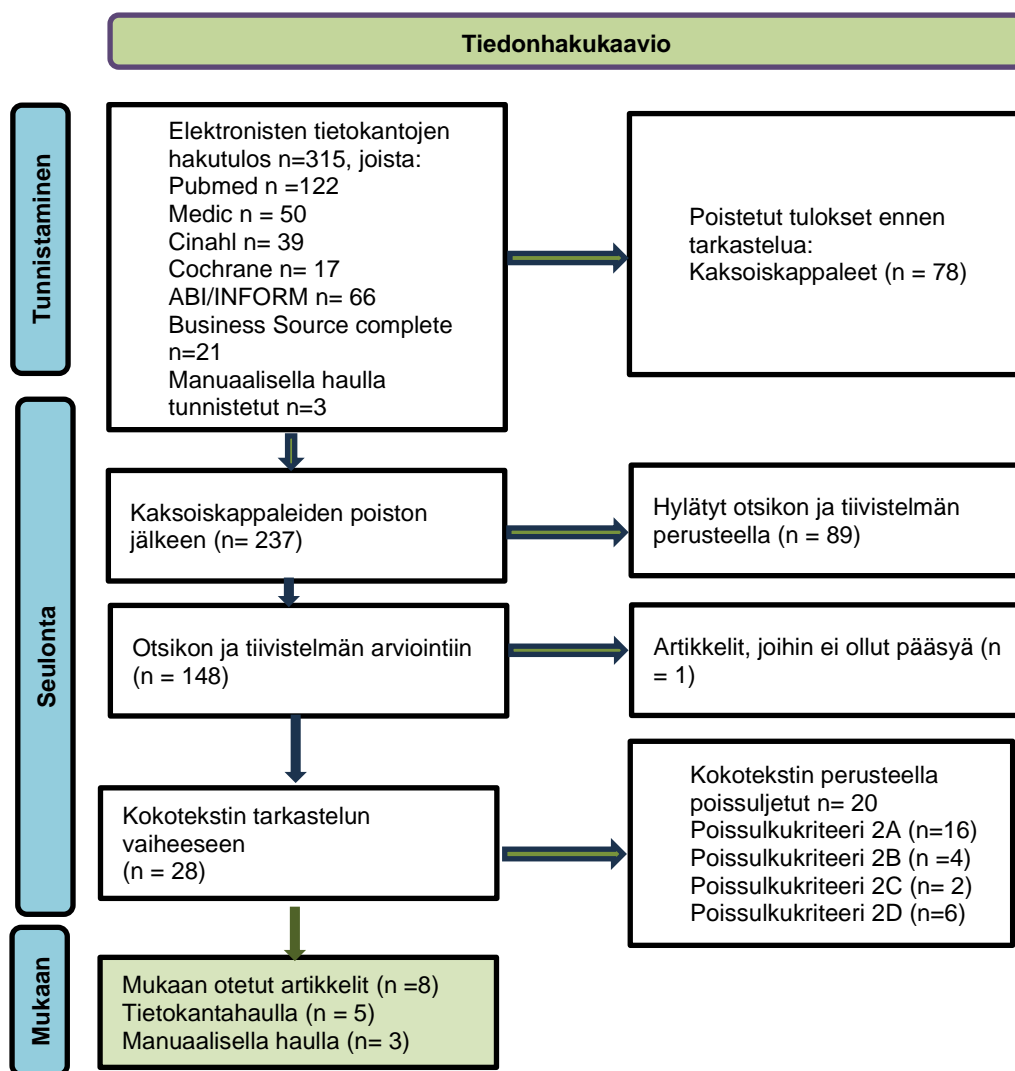 Tiedonhakukaavio
Tunnistaminen
Elektronisten tietokantojen
hakutulos n=315, joista:
Pubmed n =122
Medic n = 50
Cinahl n= 39
Cochrane n= 17
ABI/INFORM n= 66
Business Source complete
n=21
Manuaalisella haulla
tunnistetut n=3
Poistetut tulokset ennen
tarkastelua:
Kaksoiskappaleet (n = 78)
Seulonta
Kaksoiskappaleiden poiston
jälkeen (n= 237)
Hylätyt otsikon ja tiivistelmän
perusteella (n = 89)
Otsikon ja tiivistelmän arviointiin
(n = 148)
Artikkelit, joihin ei ollut pääsyä (n
= 1)
Kokotekstin tarkastelun
vaiheeseen
(n = 28)
Kokotekstin perusteella
poissuljetut n= 20
Poissulkukriteeri 2A (n=16)
Poissulkukriteeri 2B (n =4)
Poissulkukriteeri 2C (n= 2)
Poissulkukriteeri 2D (n=6)
Mukaan
Mukaan otetut artikkelit (n =8)
Tietokantahaulla (n = 5)
Manuaalisella haulla (n= 3)